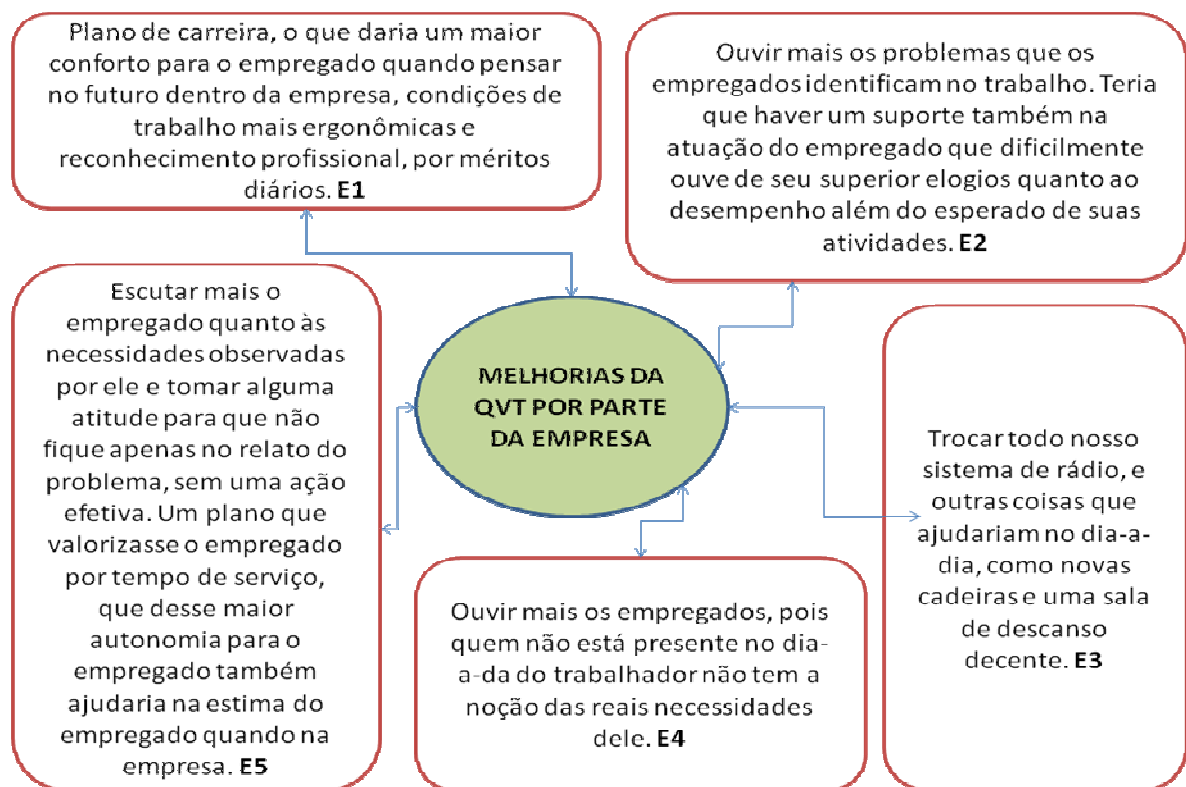 Plano de carreira, o que daria um maior
conforto para o empregado quando pensar
no futuro dentro da empresa, condições de
trabalho mais ergonômicas e
reconhecimento profissional, por méritos
diários. E1
Ouvir mais os problemas que os
empregados identificam no trabalho. Teria
que haver um suporte também na
atuação do empregado que dificilmente
ouve de seu superior elogios quanto ao
desempenho além do esperado de suas
atividades. E2
Escutar mais o
empregado quanto às
necessidades observadas
por ele e tomar alguma
atitude para que não
fique apenas no relato do
problema, sem uma ação
efetiva. Um plano que
valorizasse o empregado
por tempo de serviço,
que desse maior
autonomia para o
empregado também
ajudaria na estima do
empregado quando na
empresa. E5
MELHORIAS DA
QVT POR PARTE
DA EMPRESA
Trocar todo nosso
sistema de rádio, e
outras coisas que
ajudariam no dia-a-
dia, como novas
cadeiras e uma sala
de descanso
decente. E3
Ouvir mais os empregados, pois
quem não está presente no dia-
a-da do trabalhador não tem a
noção das reais necessidades
dele. E4